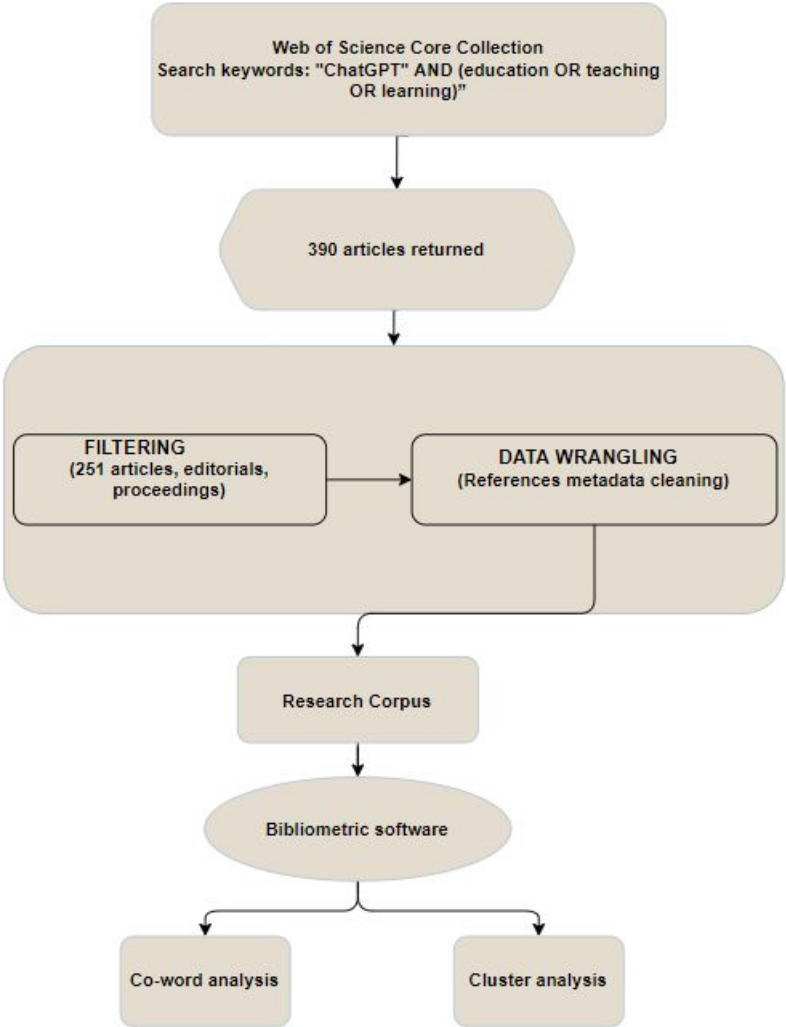 Web of Science Core Collection
Search keywords: "ChatGPT" AND (education OR teaching
OR learning)”
390 articles returned
FILTERING
(251 articles, editorials,
proceedings)
DATA WRANGLING
(References metadata cleaning)
Research Corpus
Bibliometric software
Co-word analysis
Cluster analysis